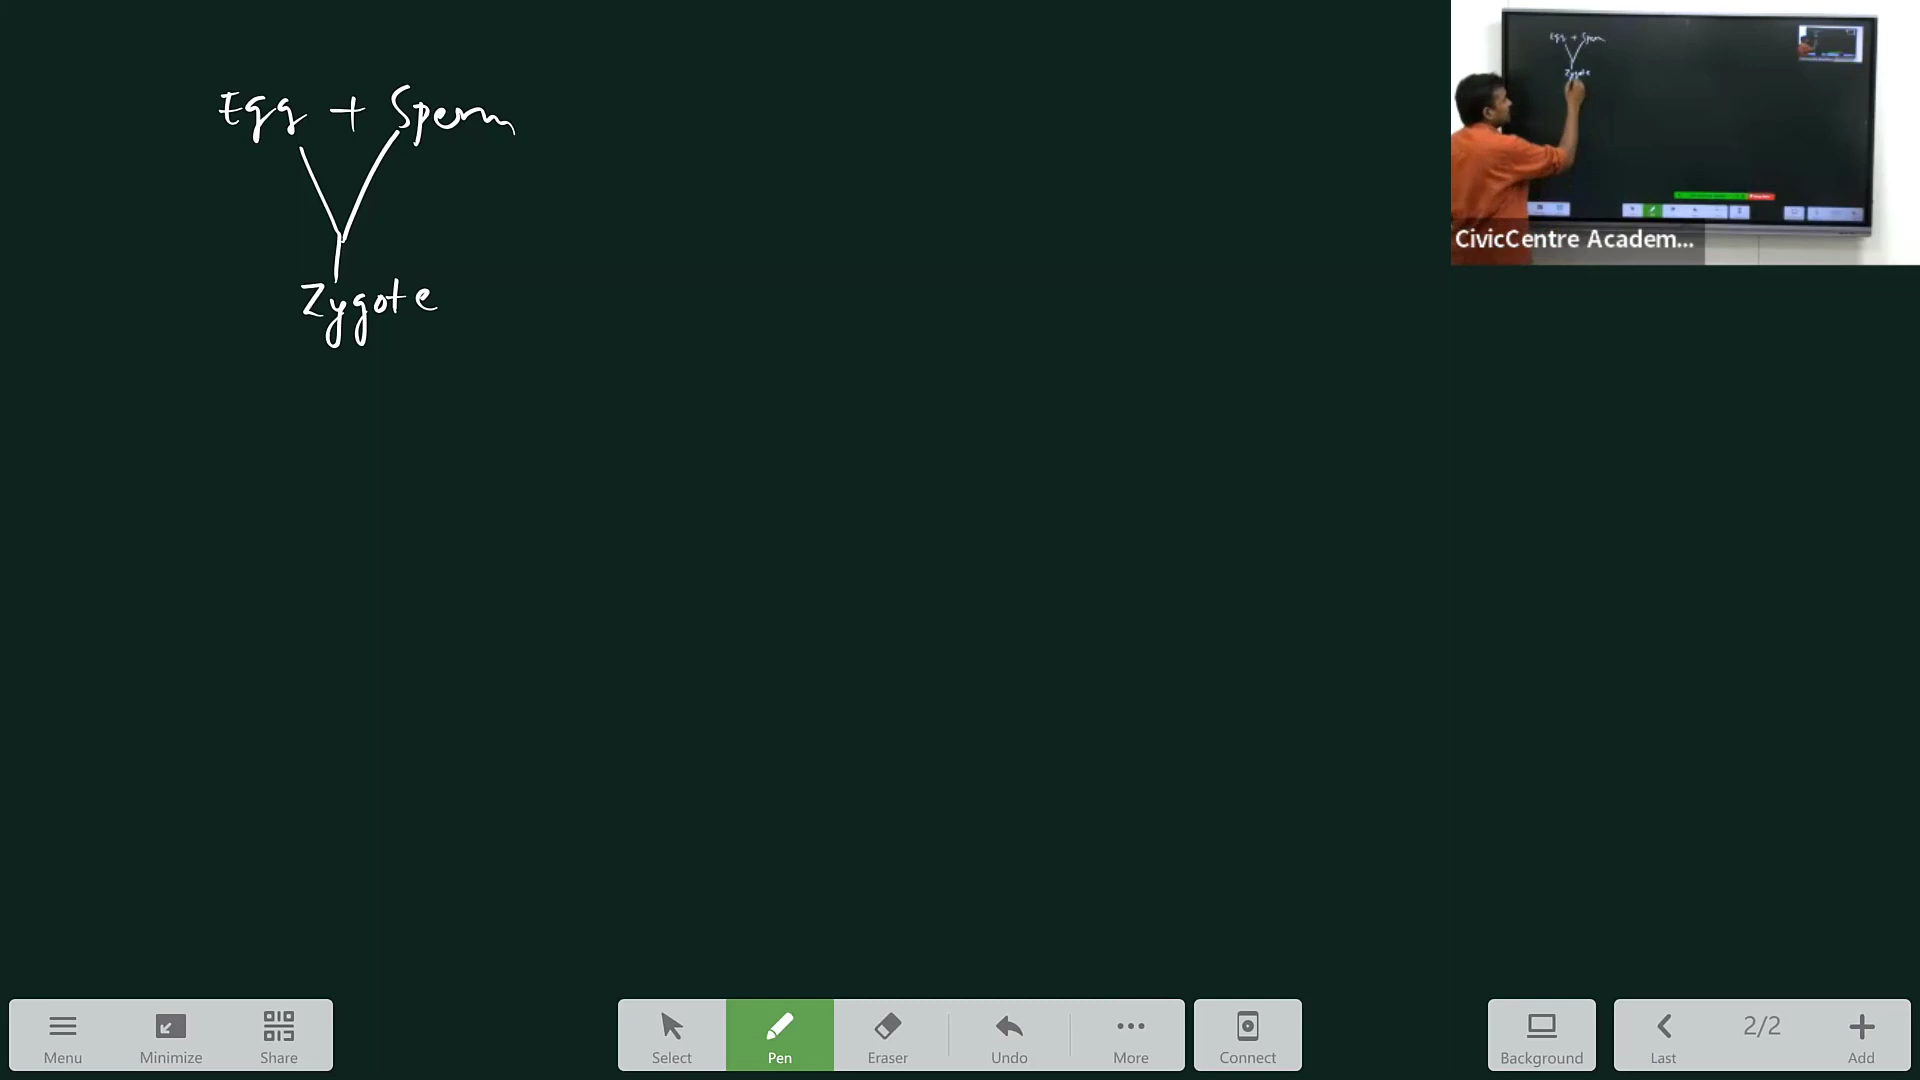 Egg + Sperm
Zygote
CivicCentre Academ...
Menu
Minimize
Share
Select
Pen
Eraser
Undo
More
Connect
Background
Last
2/2
Add